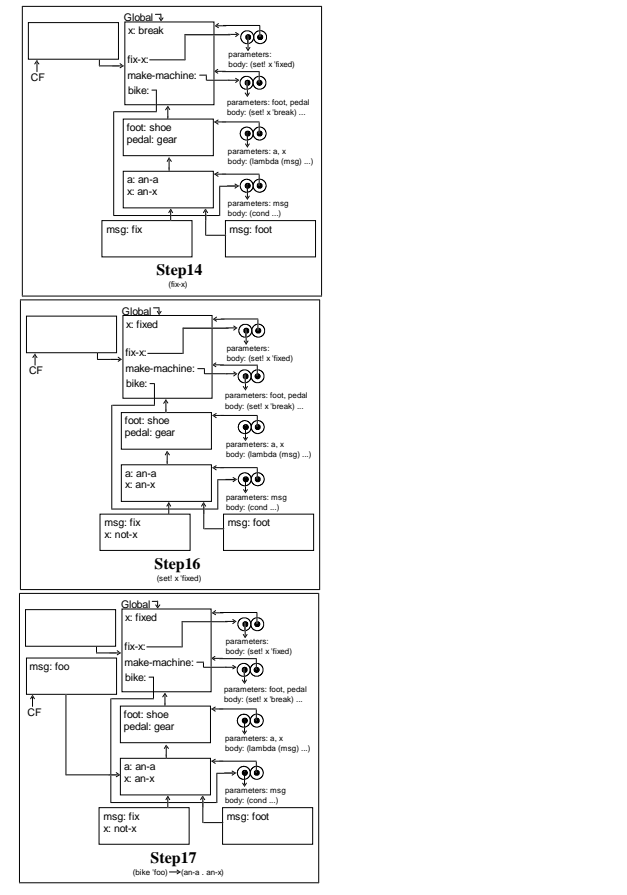 Global
x: break
fix-x:
make-machine:
bike:
CF
parameters:
body: (set! x 'fixed)
parameters: foot, pedal
body: (set! x 'break) ...
foot: shoe
pedal: gear
parameters: a, x
body: (lambda (msg) ...)
a: an-a
x: an-x
parameters: msg
body: (cond ...)
msg: fix
msg: foot
Step14
(fix-x)
Global
x: fixed
fix-x:
make-machine:
bike:
CF
parameters:
body: (set! x 'fixed)
parameters: foot, pedal
body: (set! x 'break) ...
foot: shoe
pedal: gear
parameters: a, x
body: (lambda (msg) ...)
a: an-a
x: an-x
parameters: msg
body: (cond ...)
msg: fix
x: not-x
msg: foot
Step16
(set! x 'fixed)
Global
x: fixed
fix-x:
make-machine:
bike:
msg: foo
CF
parameters:
body: (set! x 'fixed)
parameters: foot, pedal
body: (set! x 'break) ...
foot: shoe
pedal: gear
parameters: a, x
body: (lambda (msg) ...)
a: an-a
x: an-x
parameters: msg
body: (cond ...)
msg: fix
x: not-x
msg: foot
Step17
(bike 'foo) → (an-a . an-x)